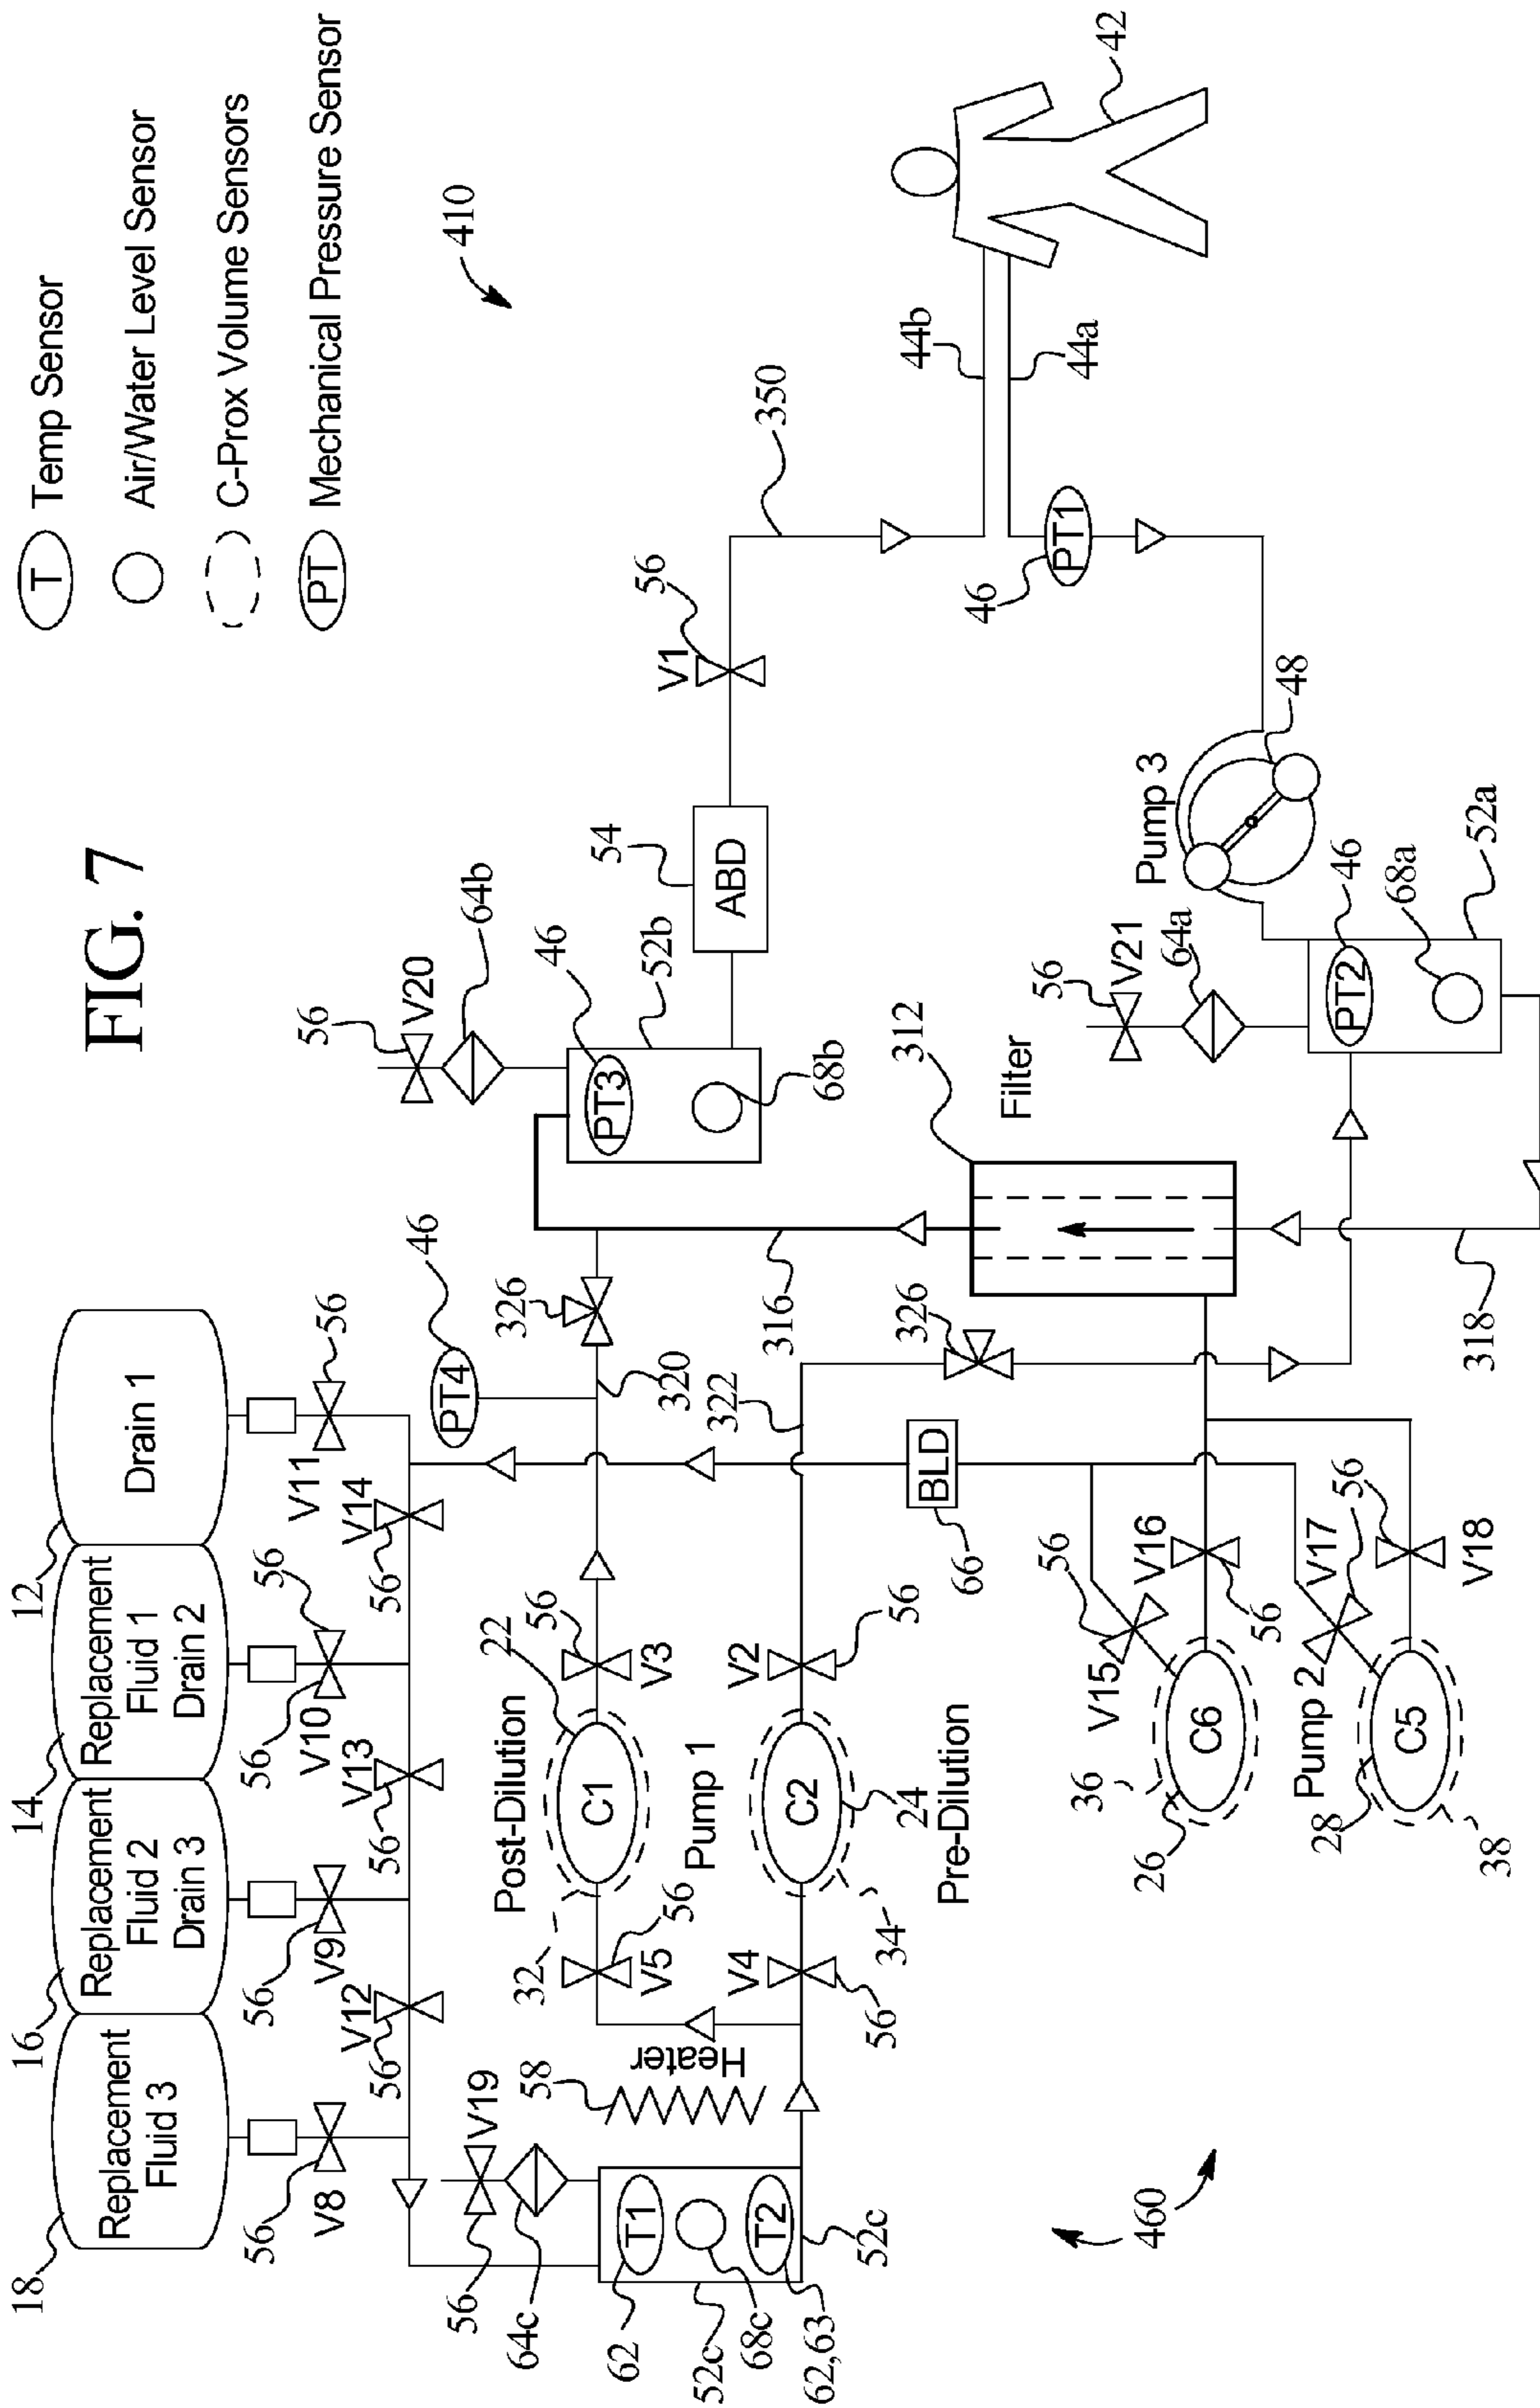 FIG. 7
T Temp Sensor
Air/Water Level Sensor
C-Prox Volume Sensors
PT Mechanical Pressure Sensor
410
18
Replacement
Fluid 3
16
Replacement
Fluid 2
Drain 3
14
Replacement
Fluid 1
Drain 2
12
Drain 1
56
V8
56
V9
56
V10
56
V11
56
V12
56
V13
56
V14
56
56
V19
64c
62
T1
T2
52c
68c
62,63
52c
58
Heater
32
V5
56
Post-Dilution
C1
22
56
V3
Pump 1
V4
56
34
C2
24
Pre-Dilution
V2
56
PT4
46
326
320
322
326
316
66
BLD
56
V20
64b
46
PT3
52b
68b
54
ABD
V1
56
350
44b
44a
42
46
PT1
Pump 3
48
56
V21
64a
46
PT2
68a
52a
312
Filter
318
36
26
C6
V15
56
V16
56
Pump 2
28
C5
38
V17
56
V18
460